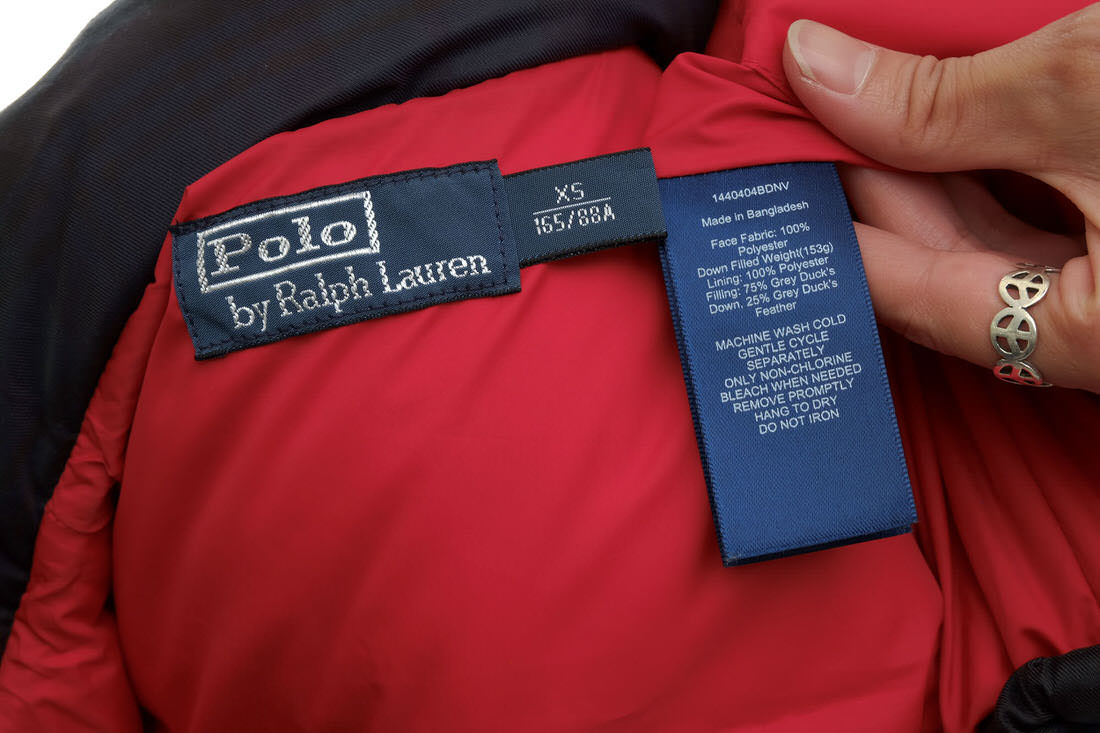 Polo
by Ralph Lauren
XS
165/88A
1440404BDNV
Made in Bangladesh
Face Fabric: 100%
Polyester
Down Filled Weight(153g)
Lining: 100% Polyester
Filling: 75% Grey Duck's
Down, 25% Grey Duck's
Feather
MACHINE WASH COLD
GENTLE CYCLE
SEPARATELY
ONLY NON-CHLORINE
BLEACH WHEN NEEDED
REMOVE PROMPTLY
HANG TO DRY
DO NOT IRON